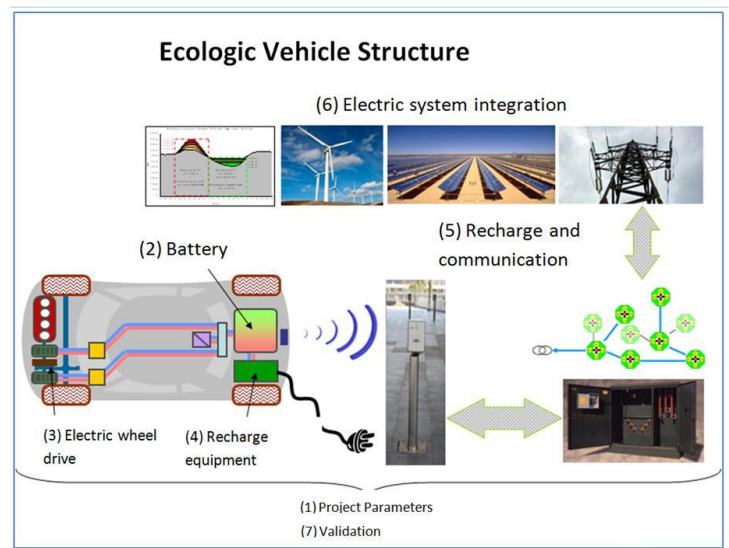 Ecologic Vehicle Structure
(6) Electric system integration
(5) Recharge and
communication
(2) Battery
(3) Electric wheel
drive
(4) Recharge
equipment
(1) Project Parameters
(7) Validation